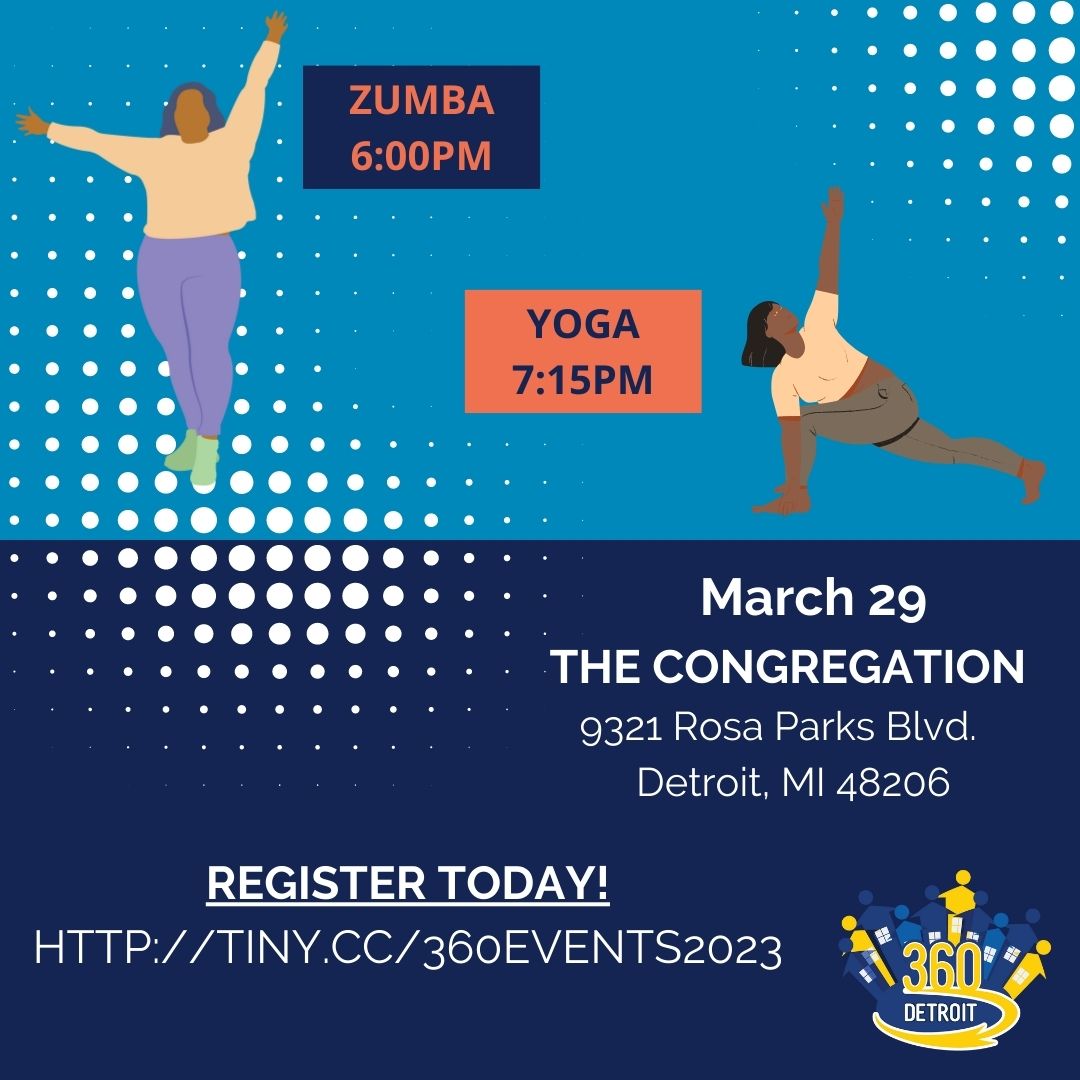 ZUMBA
6:00PM
YOGA
7:15PM
March 29
THE CONGREGATION
9321 Rosa Parks Blvd.
Detroit, MI 48206
REGISTER TODAY!
HTTP://TINY.CC/360EVENTS2023
360
DETROIT